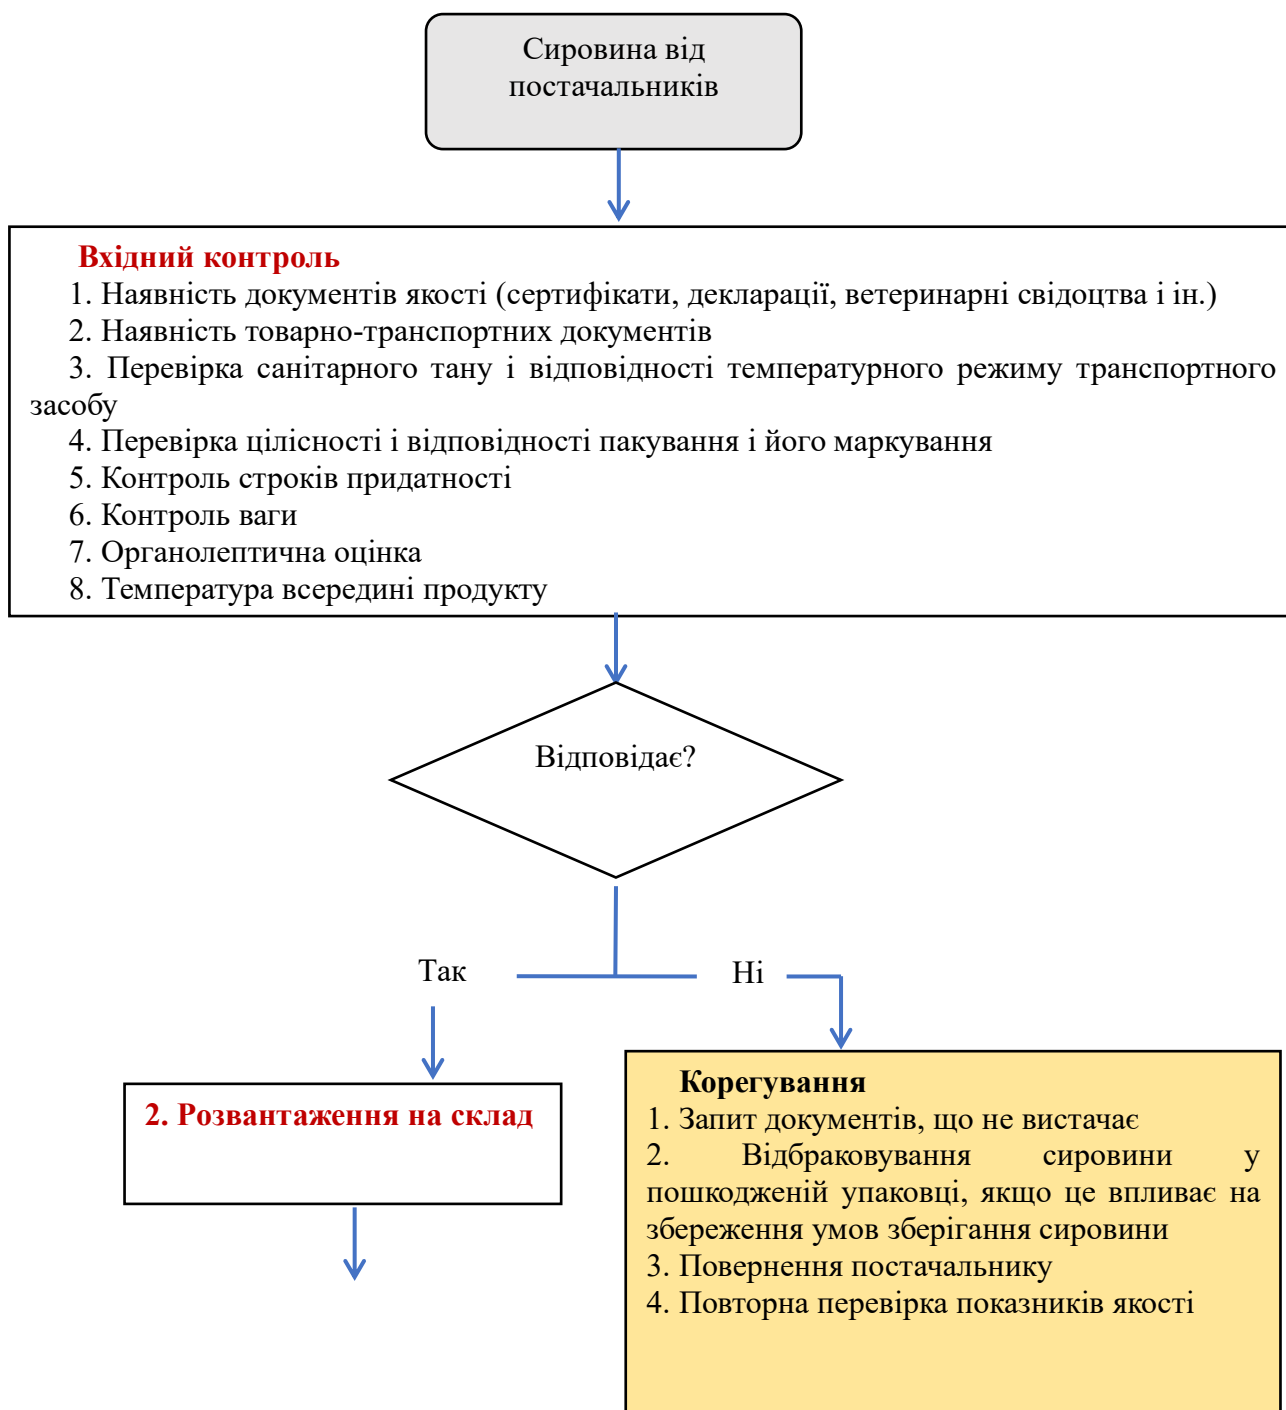 Сировина від
постачальників
Вхідний контроль
1. Наявність документів якості (сертифікати, декларації, ветеринарні свідоцтва і ін.)
2. Наявність товарно-транспортних документів
3. Перевірка санітарного тану і відповідності температурного режиму транспортного
засобу
4. Перевірка цілісності і відповідності пакування і його маркування
5. Контроль строків придатності
6. Контроль ваги
7. Органолептична оцінка
8. Температура всередині продукту
Відповідає?
Так
Ні
2. Розвантаження на склад
Корегування
1. Запит документів, що не вистачає
2. Відбраковування сировини у
пошкодженій упаковці, якщо це впливає на
збереження умов зберігання сировини
3. Повернення постачальнику
4. Повторна перевірка показників якості